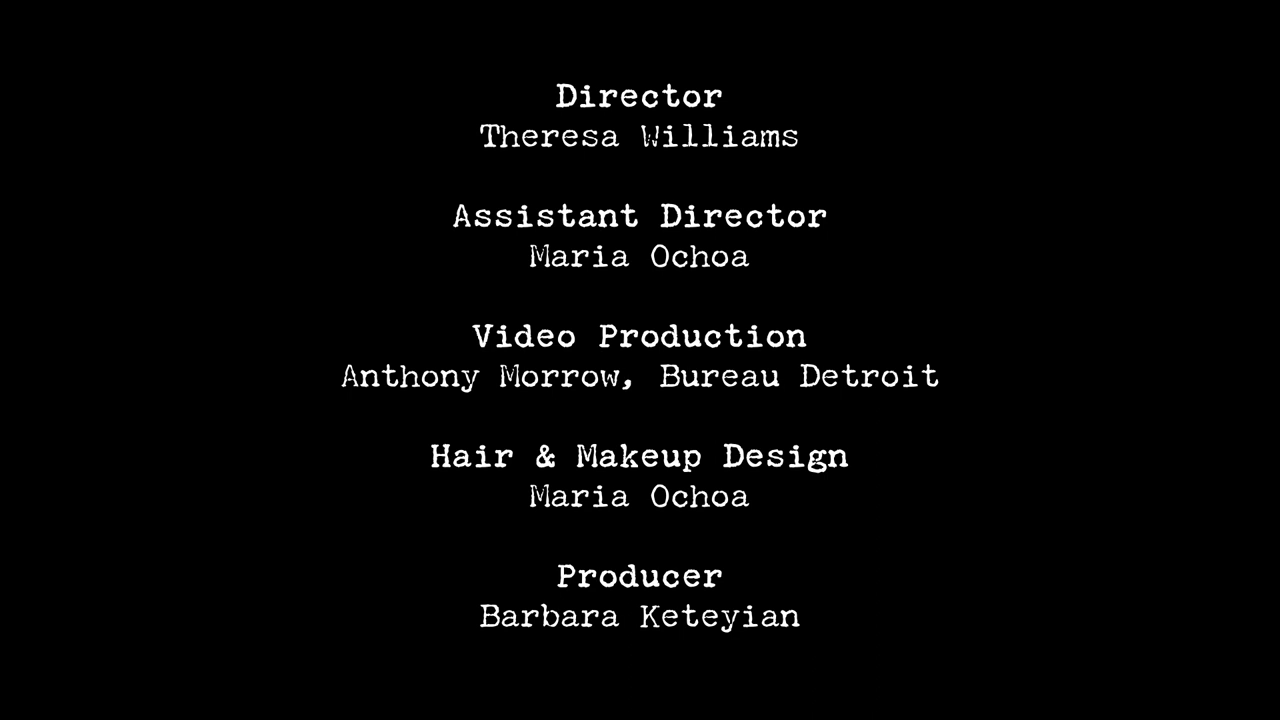 Director
Theresa Williams
Assistant Director
Maria Ochoa
Video Production
Anthony Morrow, Bureau Detroit
Hair & Makeup Design
Maria Ochoa
Producer
Barbara Keteyian